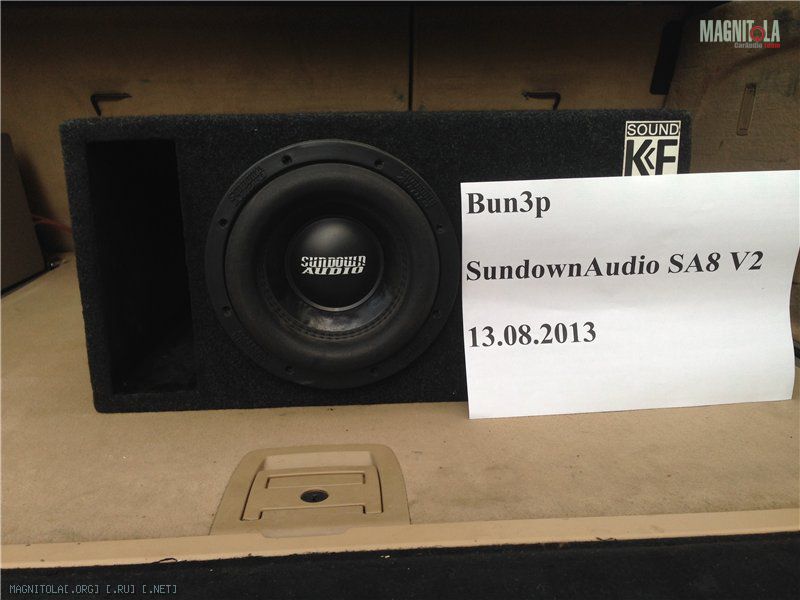 MAGNITOLA
CarAudio Team
SOUND
KF
SUNDOWN
AUDIO
Bun3p
SundownAudio SA8 V2
13.08.2013
MAGNITOLA[.ORG] [.RU] [.NET]